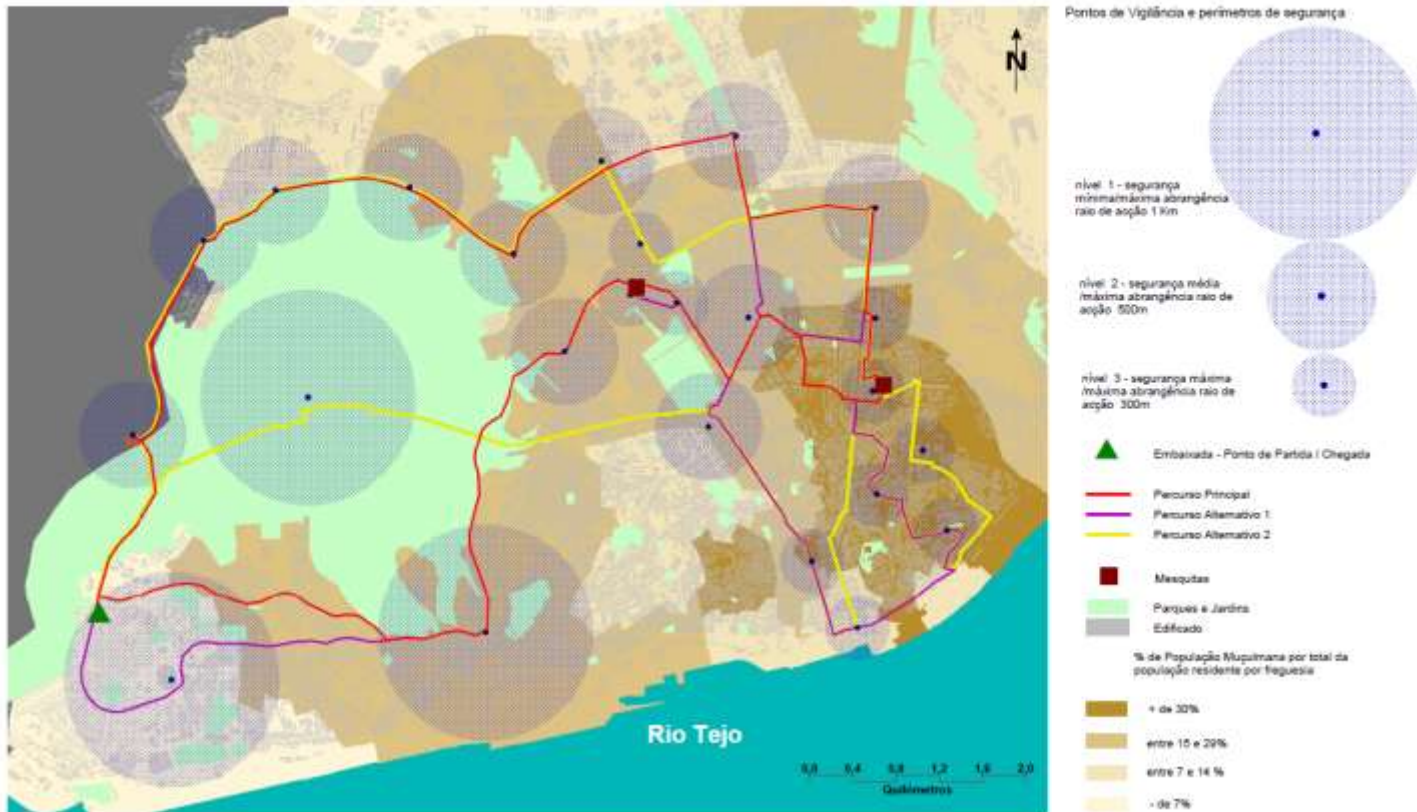 Pontos de Vigilância e perímetros de segurança
N
nível 1 - segurança
mínima/máxima abrangência
raio de acção 1 Km
nível 2 - segurança média
/máxima abrangência raio de
acção 500m
nível 3 - segurança máxima
/máxima abrangência raio de
acção 300m
Embaixada - Ponto de Partida / Chegada
Percurso Principal
Percurso Alternativo 1
Percurso Alternativo 2
Mesquitas
Parques e Jardins
Edificado
% de População Muçulmana por total da
população residente por freguesia
+ de 30%
entre 15 e 29%
entre 7 e 14 %
- de 7%
Rio Tejo
0,0 0,4 0,8 1,2 1,6 2,0
Quilómetros